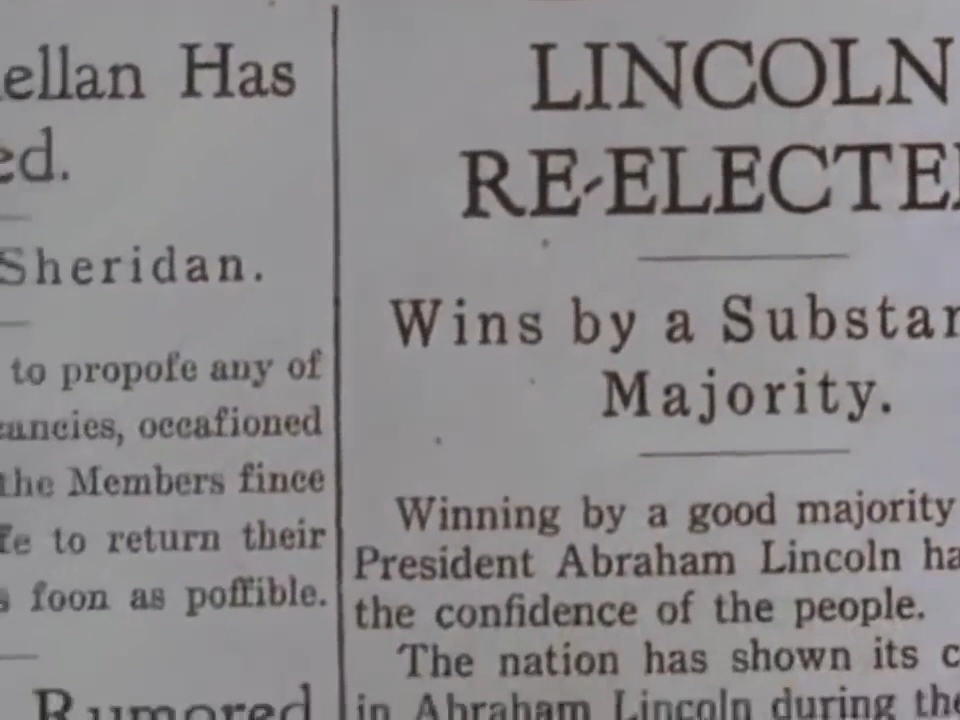 ellan Has
ed.
Sheridan.
to propofe any of
cancies, occafioned
the Members fince
fe to return their
s foon as poffible.
Rumored
LINCOLN
RE-ELECTE
Wins by a Substan
Majority.
Winning by a good majority
President Abraham Lincoln ha
the confidence of the people.
The nation has shown its c
in Abraham Lincoln during the